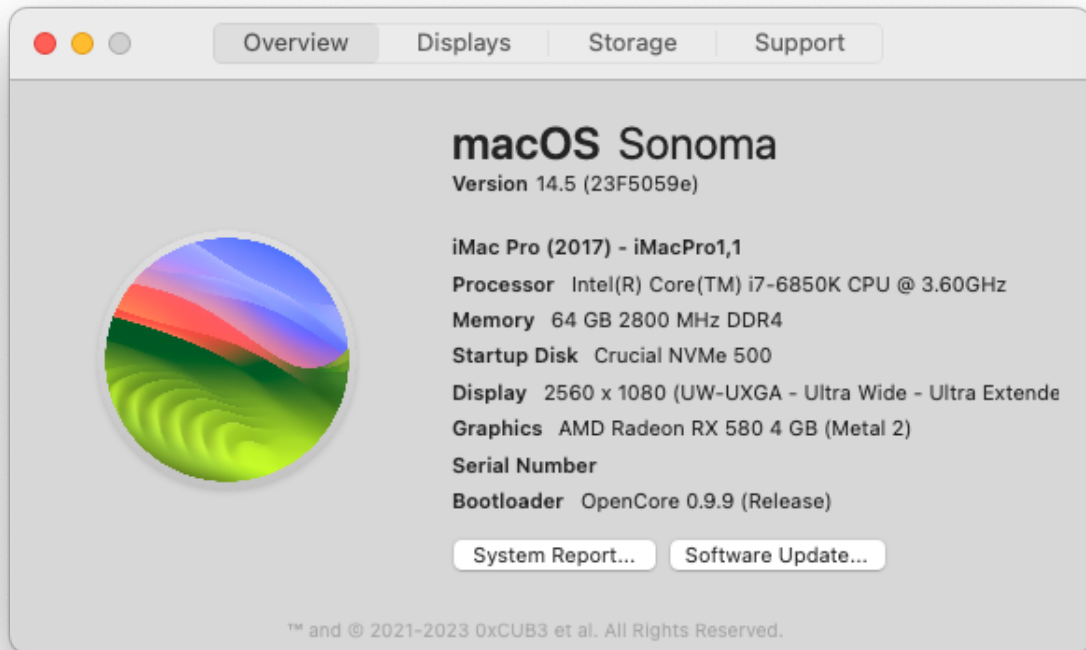 Overview Displays Storage Support
macOS Sonoma
Version 14.5 (23F5059e)
iMac Pro (2017) - iMacPro1,1
Processor Intel(R) Core(TM) i7-6850K CPU @ 3.60GHz
Memory 64 GB 2800 MHz DDR4
Startup Disk Crucial NVMe 500
Display 2560 x 1080 (UW-UXGA - Ultra Wide - Ultra Extende
Graphics AMD Radeon RX 580 4 GB (Metal 2)
Serial Number
Bootloader OpenCore 0.9.9 (Release)
System Report... Software Update...
™ and © 2021-2023 0xCUB3 et al. All Rights Reserved.